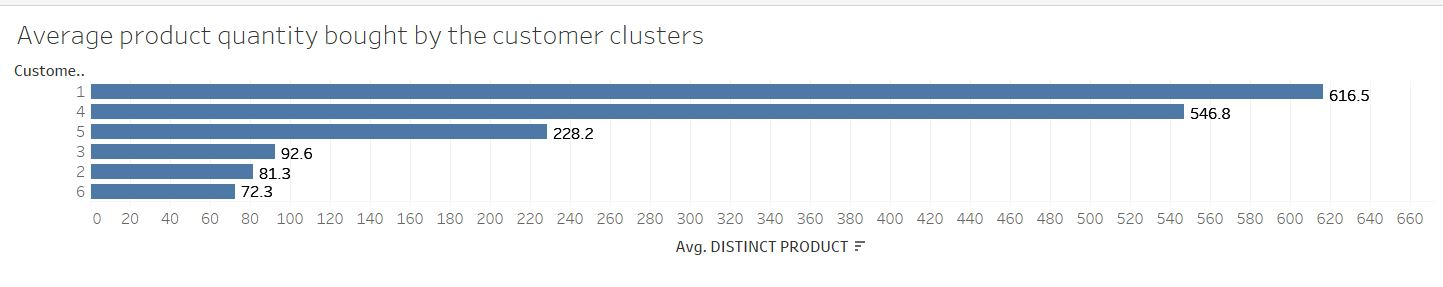 Average product quantity bought by the customer clusters
Custome..
1 616.5
4 546.8
5 228.2
3 92.6
2 81.3
6 72.3
0 20 40 60 80 100 120 140 160 180 200 220 240 260 280 300 320 340 360 380 400 420 440 460 480 500 520 540 560 580 600 620 640 660
Avg. DISTINCT PRODUCT